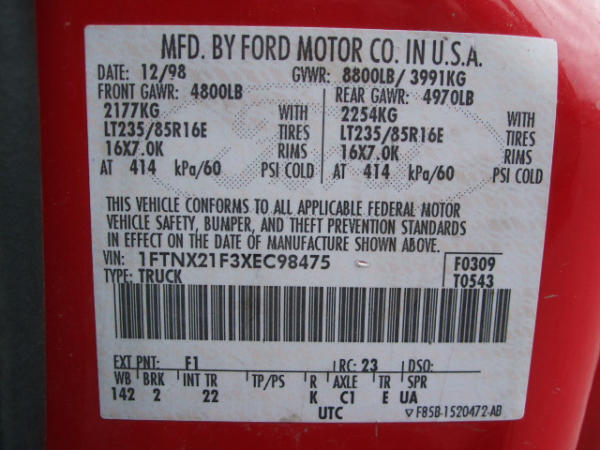 MFD. BY FORD MOTOR CO. IN U.S.A.
DATE: 12/98 GVWR: 8800LB/ 3991KG
FRONT GAWR: 4800LB REAR GAWR: 4970LB
2177KG WITH 2254KG WITH
LT235/85R16E TIRES LT235/85R16E TIRES
16X7.0K RIMS 16X7.0K RIMS
AT 414 kPa/60 PSI COLD AT 414 kPa/60 PSI COLD
THIS VEHICLE CONFORMS TO ALL APPLICABLE FEDERAL MOTOR
VEHICLE SAFETY, BUMPER, AND THEFT PREVENTION STANDARDS
IN EFFECT ON THE DATE OF MANUFACTURE SHOWN ABOVE.
VIN: 1FTNX21F3XEC98475 F0309
TYPE: TRUCK T0543
EXT PNT: F1 RC: 23 DSO:
WB BRK INT TR TP/PS R AXLE TR SPR
142 2 22 K C1 E UA
UTC ▽ F85B-1520472-AB